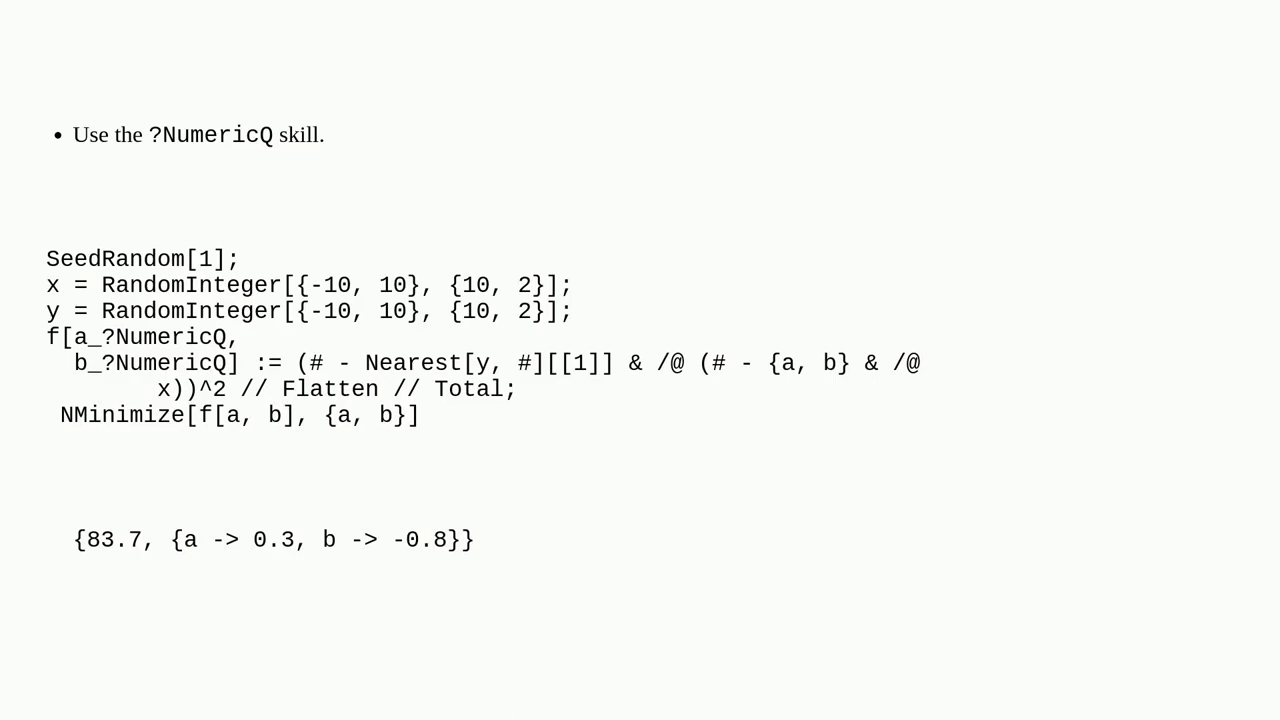 • Use the ?NumericQ skill.
SeedRandom[1];
x = RandomInteger[{-10, 10}, {10, 2}];
y = RandomInteger[{-10, 10}, {10, 2}];
f[a_?NumericQ,
  b_?NumericQ] := (# - Nearest[y, #][[1]] & /@ (# - {a, b} & /@
        x))^2 // Flatten // Total;
 NMinimize[f[a, b], {a, b}]
{83.7, {a -> 0.3, b -> -0.8}}